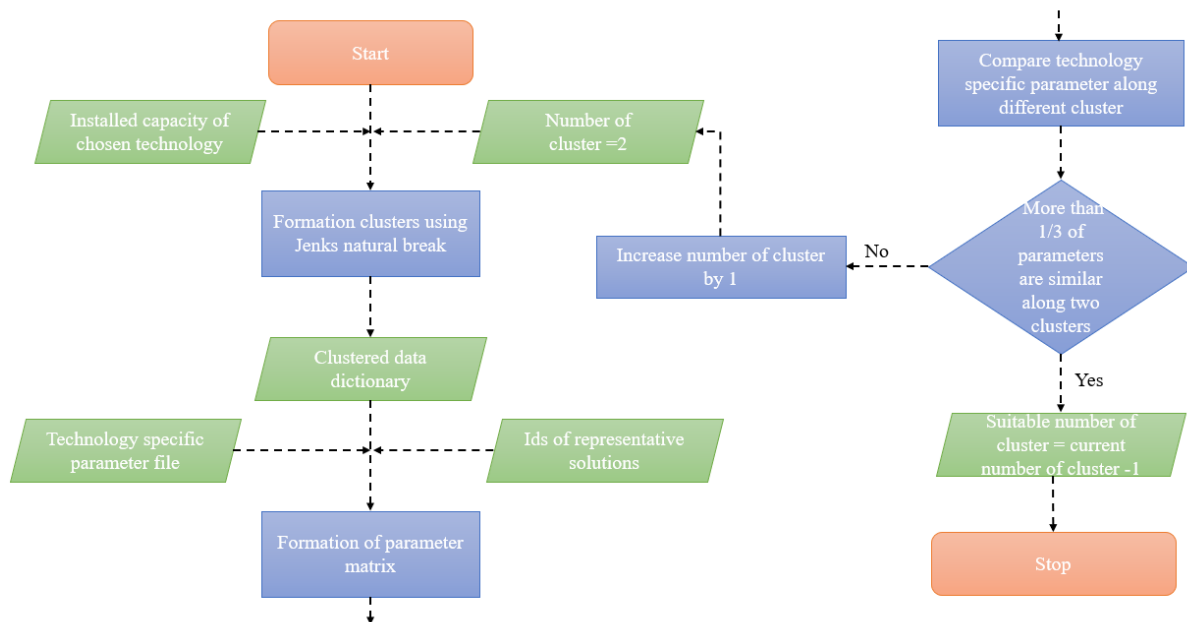 Start
Installed capacity of
chosen technology
Number of
cluster =2
Formation clusters using
Jenks natural break
Clustered data
dictionary
Technology specific
parameter file
Ids of representative
solutions
Formation of parameter
matrix
Compare technology
specific parameter along
different cluster
More than
1/3 of
parameters
are similar
along two
clusters
No
Increase number of cluster
by 1
Yes
Suitable number of
cluster = current
number of cluster -1
Stop